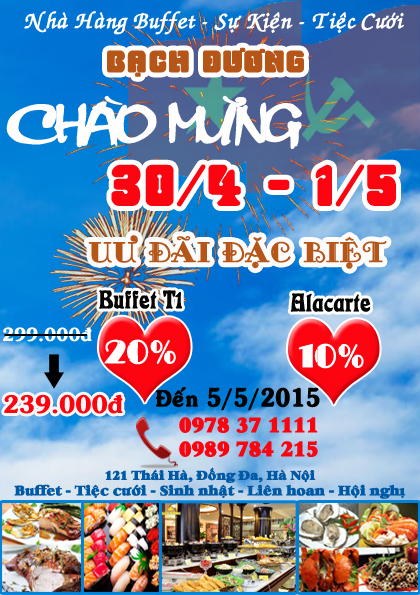 Nhà Hàng Buffet - Sự Kiện - Tiệc Cưới
BẠCH DƯƠNG
CHÀO MỪNG
30/4 - 1/5
ƯU ĐÃI ĐẶC BIỆT
Buffet T1
Alacarte
299.000đ
20%
10%
239.000đ
Đến 5/5/2015
0978 37 1111
0989 784 215
121 Thái Hà, Đống Đa, Hà Nội
Buffet - Tiệc cưới - Sinh nhật - Liên hoan - Hội nghị